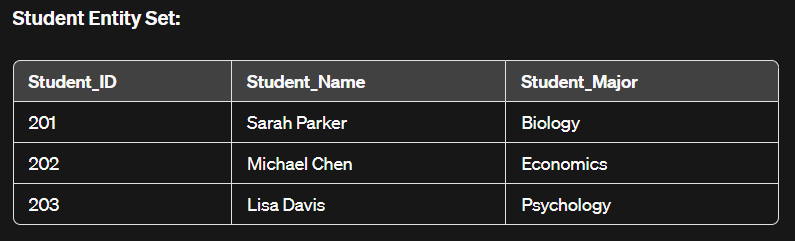 Student Entity Set:
Student_ID Student_Name Student_Major
201 Sarah Parker Biology
202 Michael Chen Economics
203 Lisa Davis Psychology